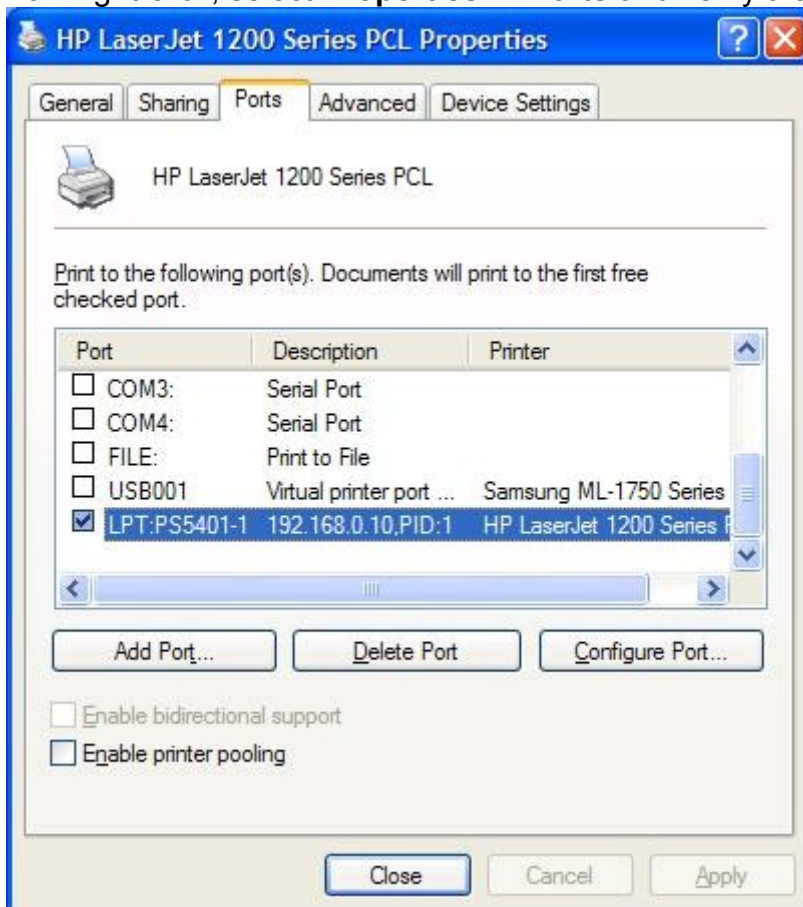 HP LaserJet 1200 Series PCL Properties
General Sharing Ports Advanced Device Settings
HP LaserJet 1200 Series PCL
Print to the following port(s). Documents will print to the first free
checked port.
Port Description Printer
COM3: Serial Port
COM4: Serial Port
FILE: Print to File
USB001 Virtual printer port ... Samsung ML-1750 Series
LPT:PS5401-1 192.168.0.10,PID:1 HP LaserJet 1200 Series
Add Port... Delete Port Configure Port...
Enable bidirectional support
Enable printer pooling
Close Cancel Apply